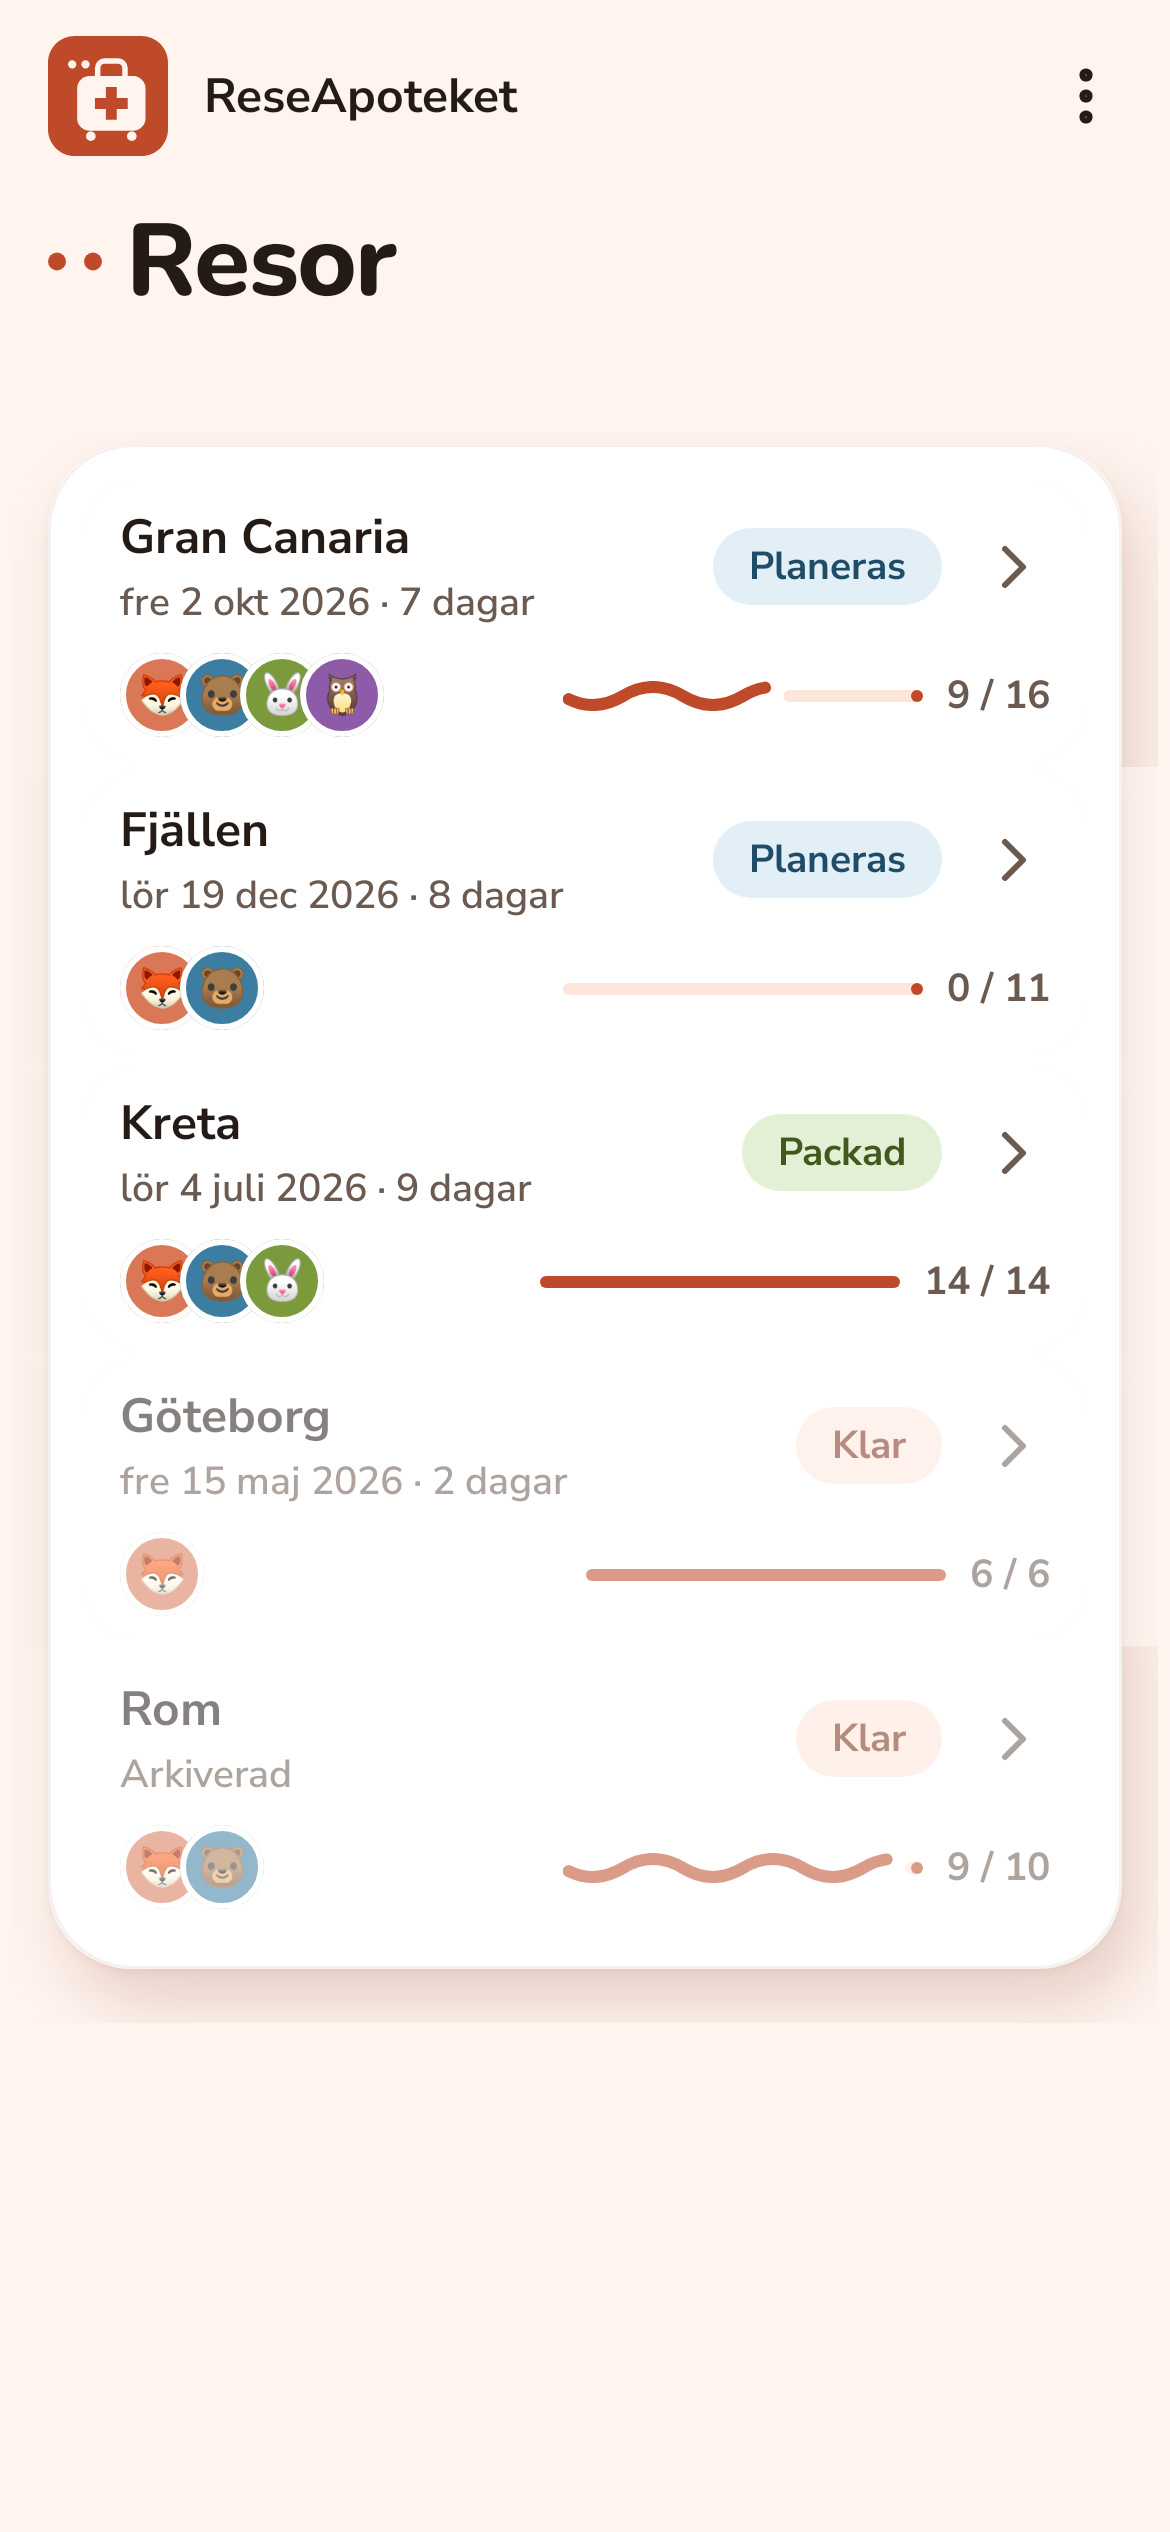 ReseApoteket
Resor
Gran Canaria
fre 2 okt 2026 · 7 dagar
Planeras
9 / 16
Fjällen
lör 19 dec 2026 · 8 dagar
Planeras
0 / 11
Kreta
lör 4 juli 2026 · 9 dagar
Packad
14 / 14
Göteborg
fre 15 maj 2026 · 2 dagar
Klar
6 / 6
Rom
Arkiverad
Klar
9 / 10